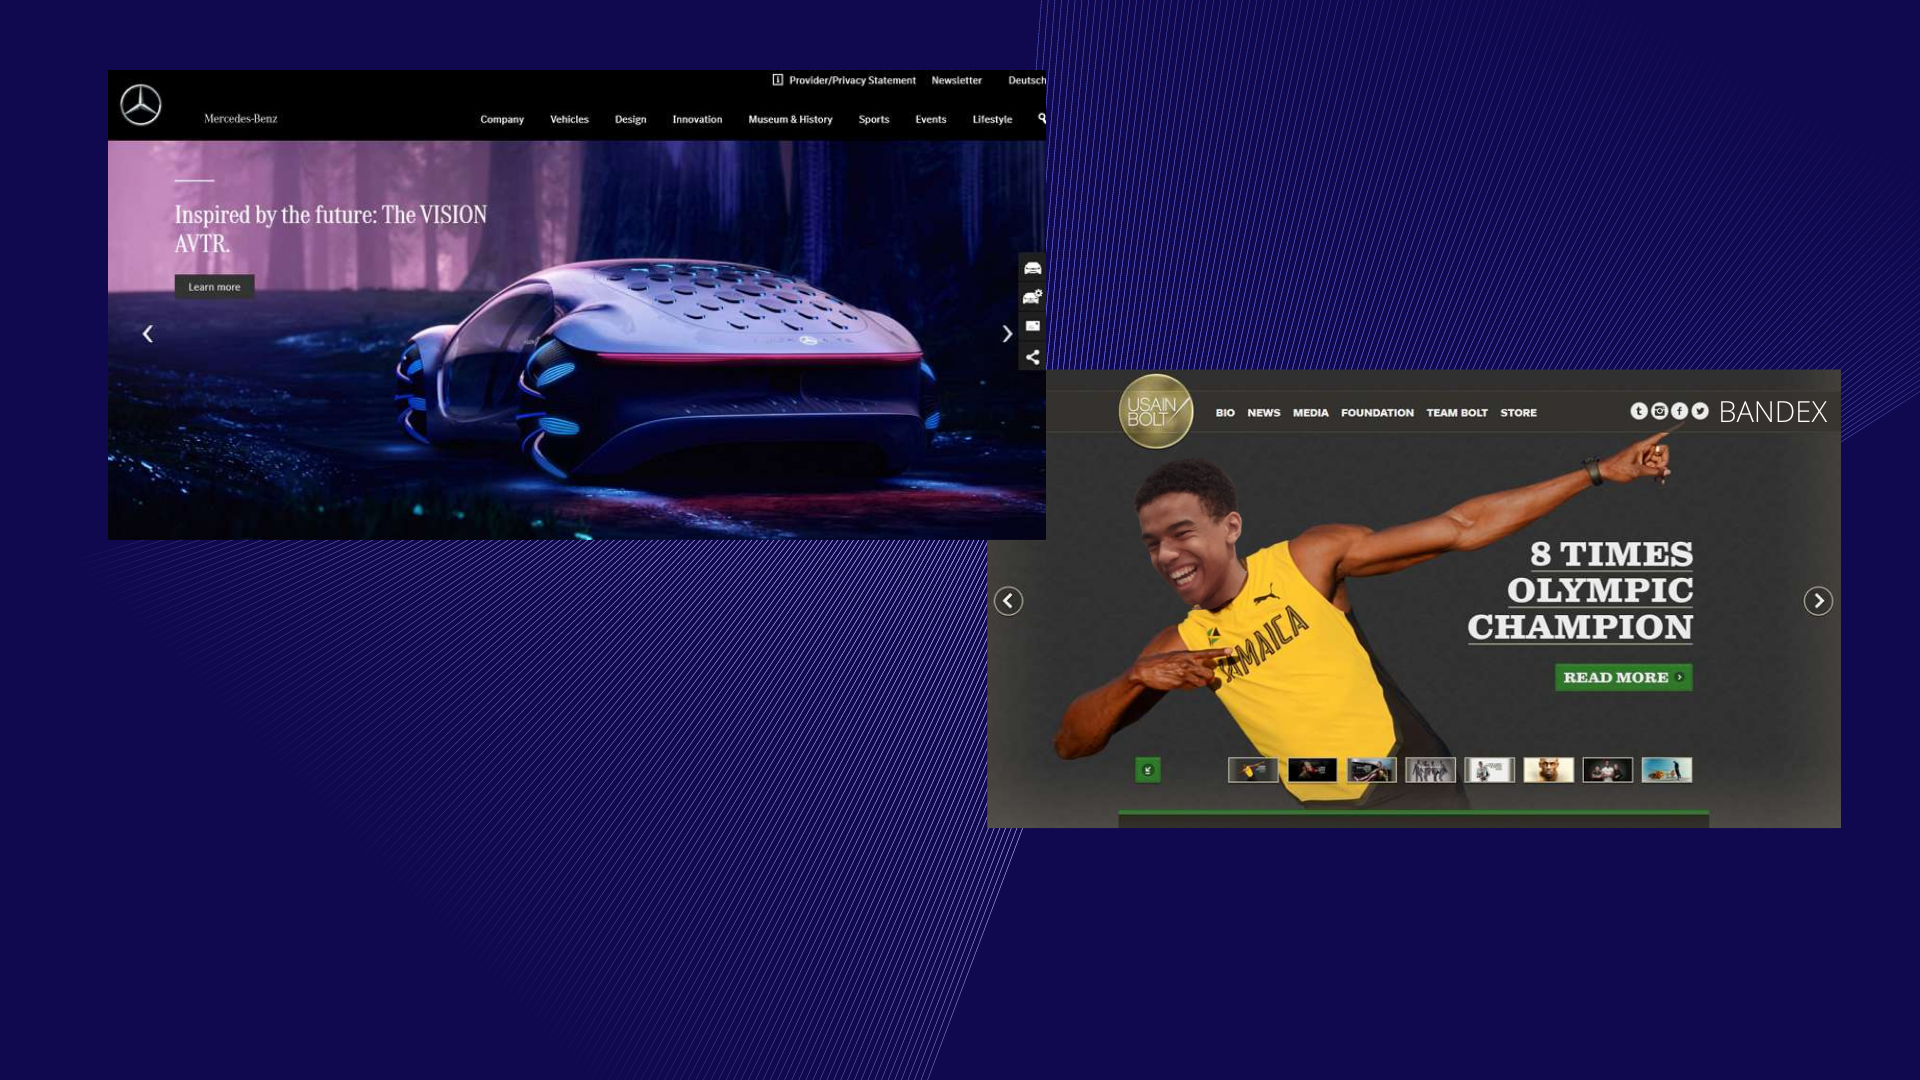 Provider/Privacy Statement Newsletter Deutsch
Mercedes-Benz
Company Vehicles Design Innovation Museum & History Sports Events Lifestyle
Inspired by the future: The VISION
AVTR.
Learn more
USAIN
BOLT
BIO NEWS MEDIA FOUNDATION TEAM BOLT STORE
BANDEX
8 TIMES
OLYMPIC
CHAMPION
JAMAICA
READ MORE